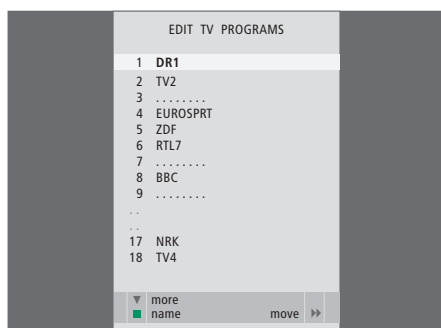 EDIT TV PROGRAMS
1 DR1
2 TV2
3 ........
4 EUROSPRT
5 ZDF
6 RTL7
7 ........
8 BBC
9 ........
..
..
17 NRK
18 TV4
more
name move